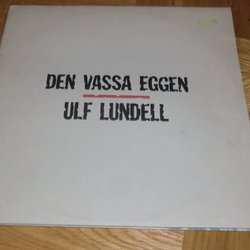 DEN VASSA EGGEN
ULF LUNDELL